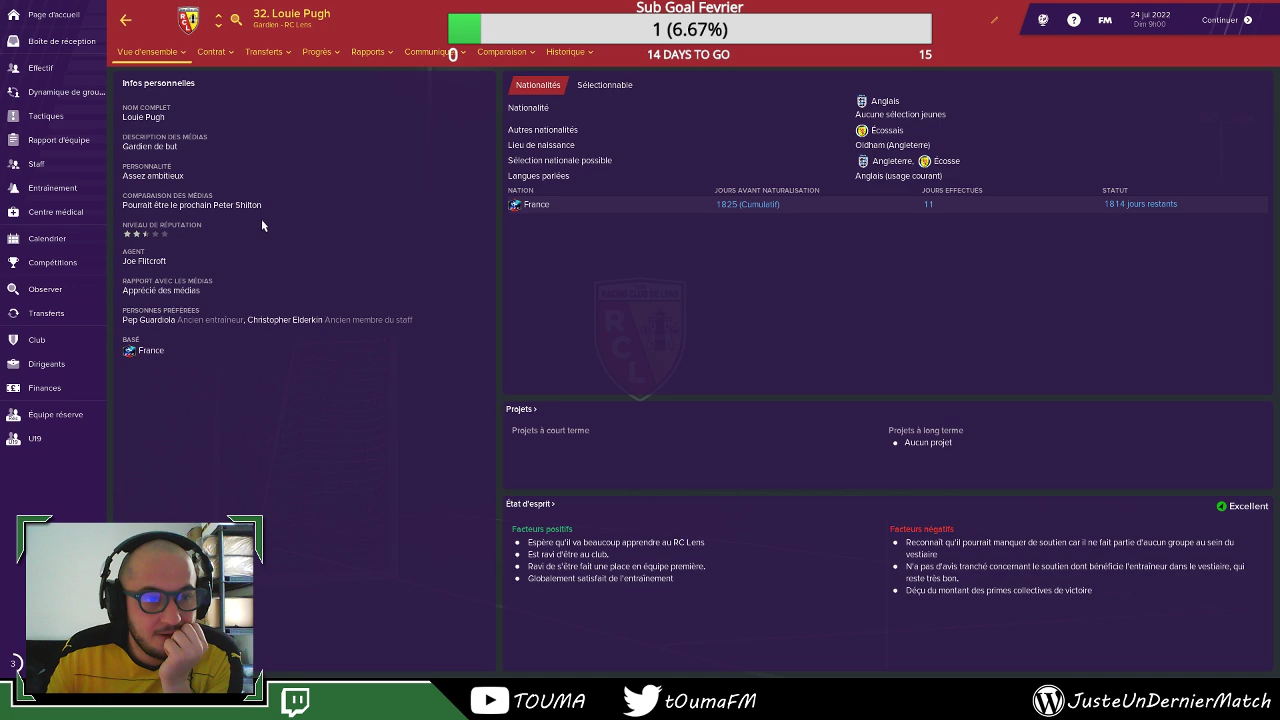 32. Louie Pugh
Gardien - RC Lens
Sub Goal Fevrier
1 (6.67%)
0
14 DAYS TO GO
15
FM
24 juil 2022
Dim 9h00
Continuer
Vue d'ensemble
Contrat
Transferts
Progrès
Rapports
Comparaison
Historique
Page d'accueil
Boîte de réception
Effectif
Dynamique de grou...
Tactiques
Rapport d'équipe
Staff
Entraînement
Centre médical
Calendrier
Compétitions
Observer
Transferts
Club
Dirigeants
Finances
Équipe réserve
U19
3
Infos personnelles
NOM COMPLET
Louie Pugh
DESCRIPTION DES MÉDIAS
Gardien de but
PERSONNALITÉ
Assez ambitieux
COMPARAISON DES MÉDIAS
Pourrait être le prochain Peter Shilton
NIVEAU DE RÉPUTATION
AGENT
Joe Flitcroft
RAPPORT AVEC LES MÉDIAS
Apprécié des médias
PERSONNES PRÉFÉRÉES
Pep Guardiola Ancien entraîneur, Christopher Elderkin Ancien membre du staff
BASÉ
France
Nationalités
Sélectionnable
Nationalité
Anglais
Aucune sélection jeunes
Autres nationalités
Écossais
Lieu de naissance
Oldham (Angleterre)
Sélection nationale possible
Angleterre, Écosse
Langues parlées
Anglais (usage courant)
NATION JOURS AVANT NATURALISATION JOURS EFFECTUÉS STATUT
France 1825 (Cumulatif) 11 1814 jours restants
RACING CLUB DE LENS
RCL
Projets >
Projets à court terme
Projets à long terme
Aucun projet
État d'esprit >
Excellent
Facteurs positifs
Espère qu'il va beaucoup apprendre au RC Lens
Est ravi d'être au club.
Ravi de s'être fait une place en équipe première.
Globalement satisfait de l'entraînement
Facteurs négatifs
Reconnaît qu'il pourrait manquer de soutien car il ne fait partie d'aucun groupe au sein du
vestiaire
N'a pas d'avis tranché concernant le soutien dont bénéficie l'entraîneur dans le vestiaire, qui
reste très bon.
Déçu du montant des primes collectives de victoire
TOUMA
tOumaFM
JusteUnDernierMatch